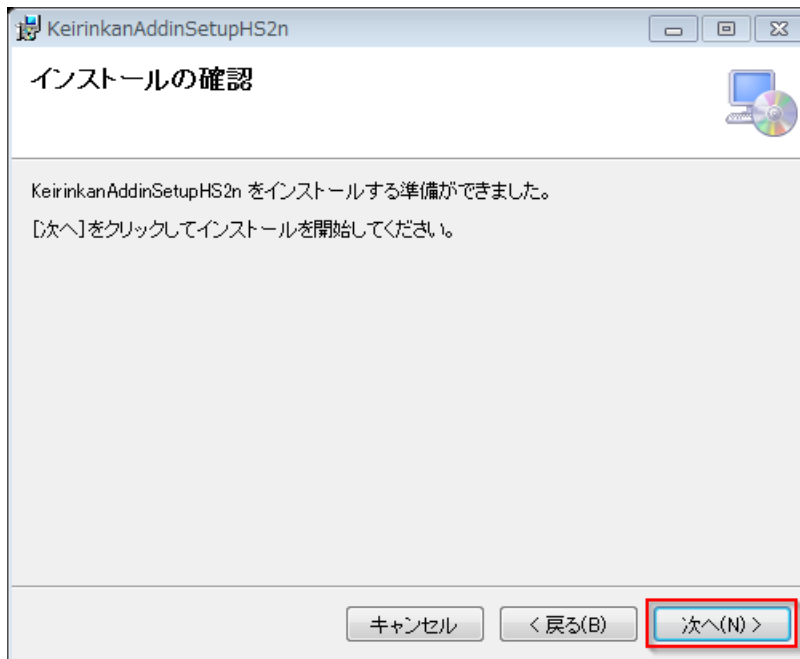 KeirinkanAddinSetupHS2n
インストールの確認
KeirinkanAddinSetupHS2n をインストールする準備ができました。
[次へ]をクリックしてインストールを開始してください。
キャンセル
< 戻る(B)
次へ(N) >